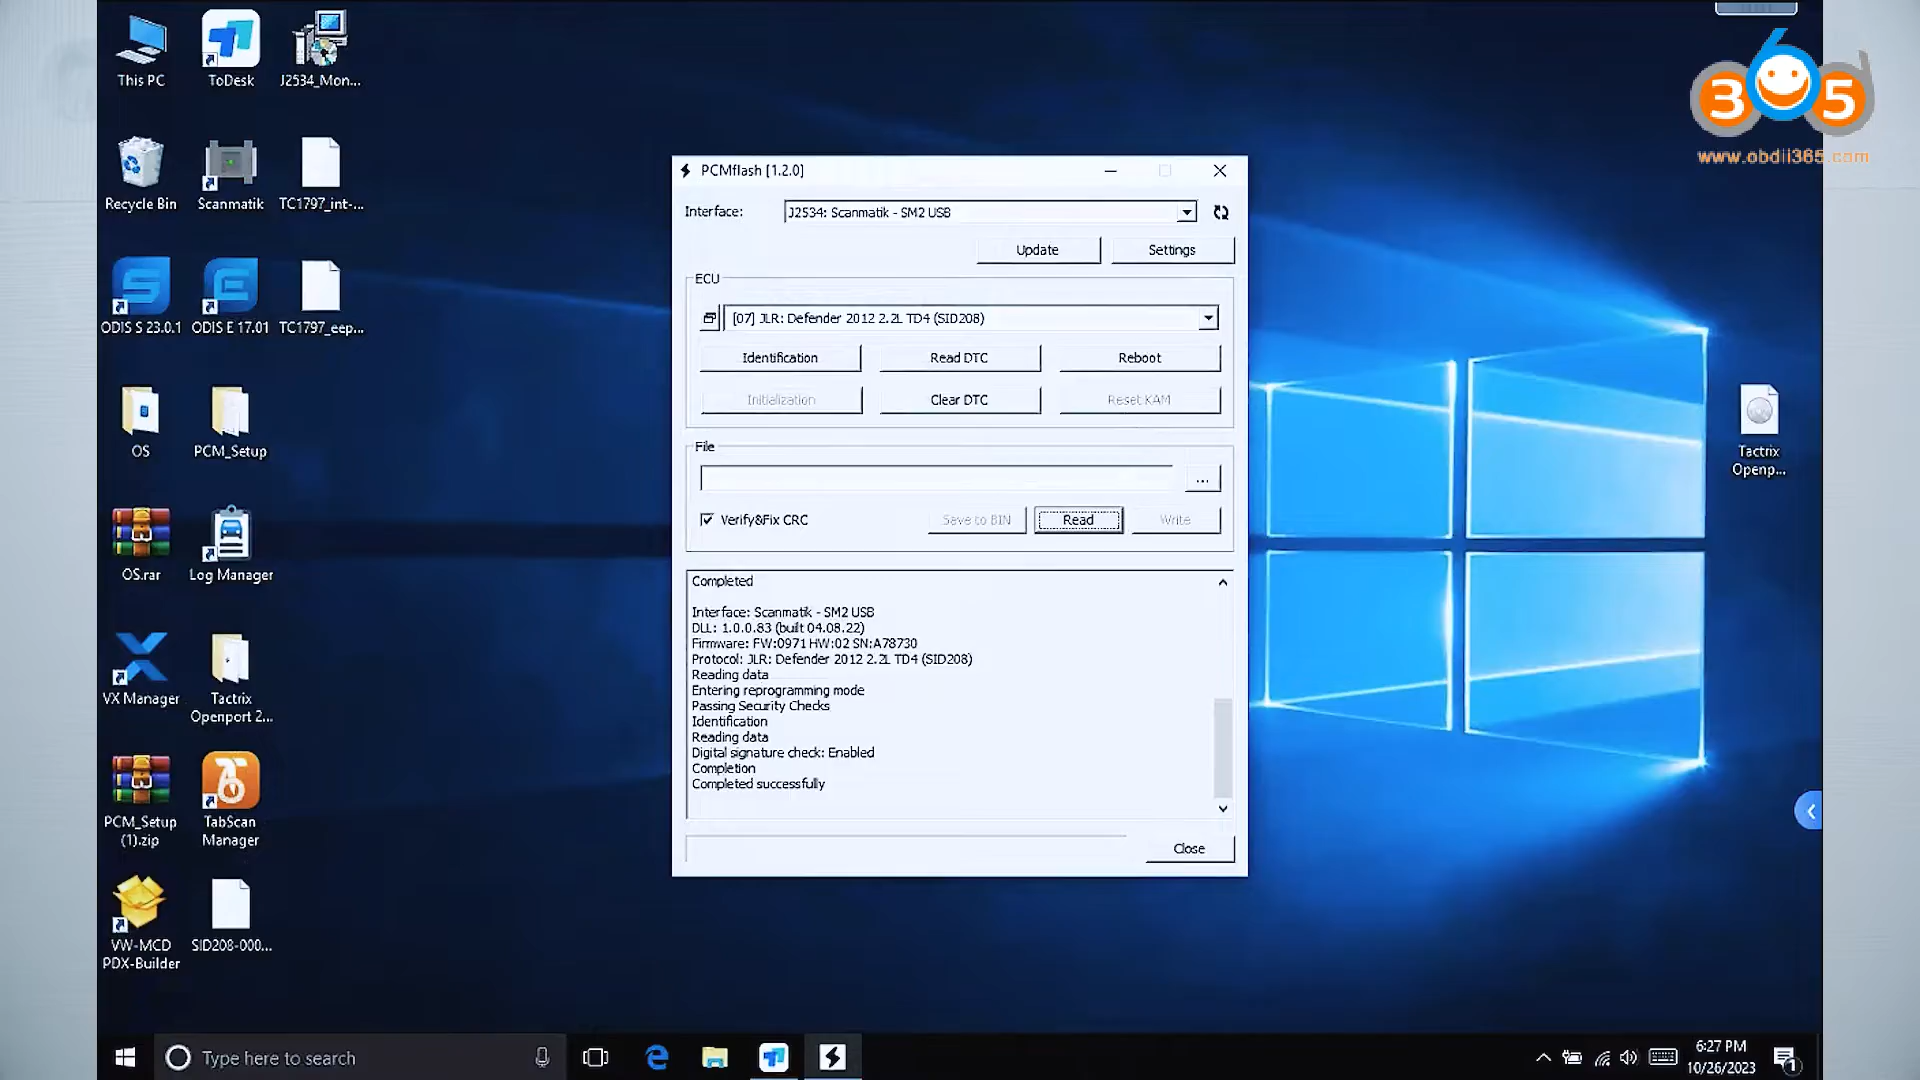 This PC
ToDesk
J2534_Mon...
Recycle Bin
Scanmatik
TC1797_int-...
ODIS S 23.0.1
ODIS E 17.01
TC1797_eep...
OS
PCM_Setup
OS.rar
Log Manager
VX Manager
Tactrix
Openport 2...
PCM_Setup
(1).zip
TabScan
Manager
VW-MCD
PDX-Builder
SID208-000...
PCMflash [1.2.0]
Interface:
J2534: Scanmatik - SM2 USB
Update
Settings
ECU
[07] JLR: Defender 2012 2.2L TD4 (SID208)
Identification
Read DTC
Reboot
Initialization
Clear DTC
Reset KAM
File
...
Verify&Fix CRC
Save to BIN
Read
Write
Completed
Interface: Scanmatik - SM2 USB
DLL: 1.0.0.83 (built 04.08.22)
Firmware: FW:0971 HW:02 SN:A78730
Protocol: JLR: Defender 2012 2.2L TD4 (SID208)
Reading data
Entering reprogramming mode
Passing Security Checks
Identification
Reading data
Digital signature check: Enabled
Completion
Completed successfully
Close
365
www.obdii365.com
Tactrix
Openp...
Type here to search
6:27 PM
10/26/2023
1